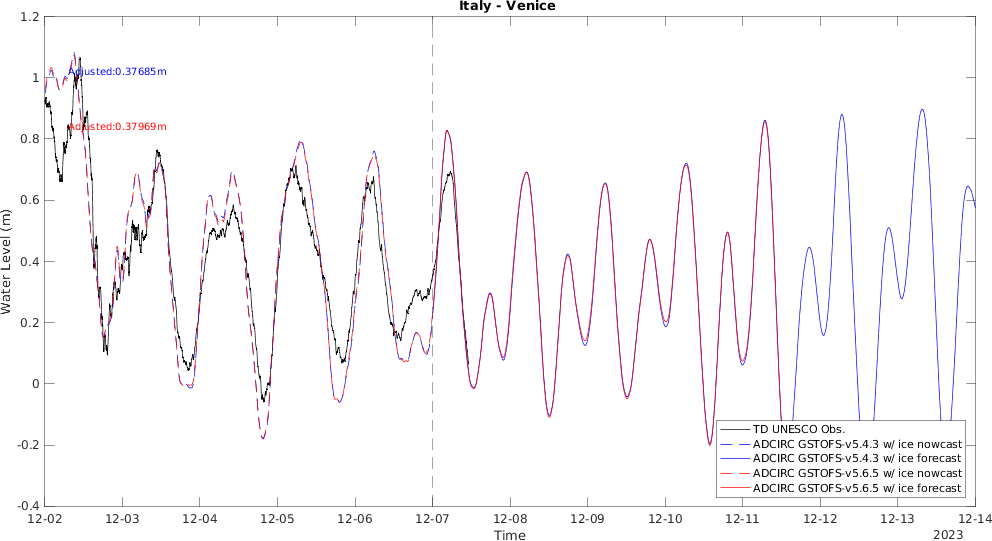 Italy - Venice
1.2
1
0.8
0.6
0.4
0.2
0
-0.2
-0.4
Water Level (m)
Adjusted:0.37685m
Adjusted:0.37969m
TD UNESCO Obs.
ADCIRC GSTOFS-v5.4.3 w/ ice nowcast
ADCIRC GSTOFS-v5.4.3 w/ ice forecast
ADCIRC GSTOFS-v5.6.5 w/ ice nowcast
ADCIRC GSTOFS-v5.6.5 w/ ice forecast
12-02 12-03 12-04 12-05 12-06 12-07 12-08 12-09 12-10 12-11 12-12 12-13 12-14
Time
2023